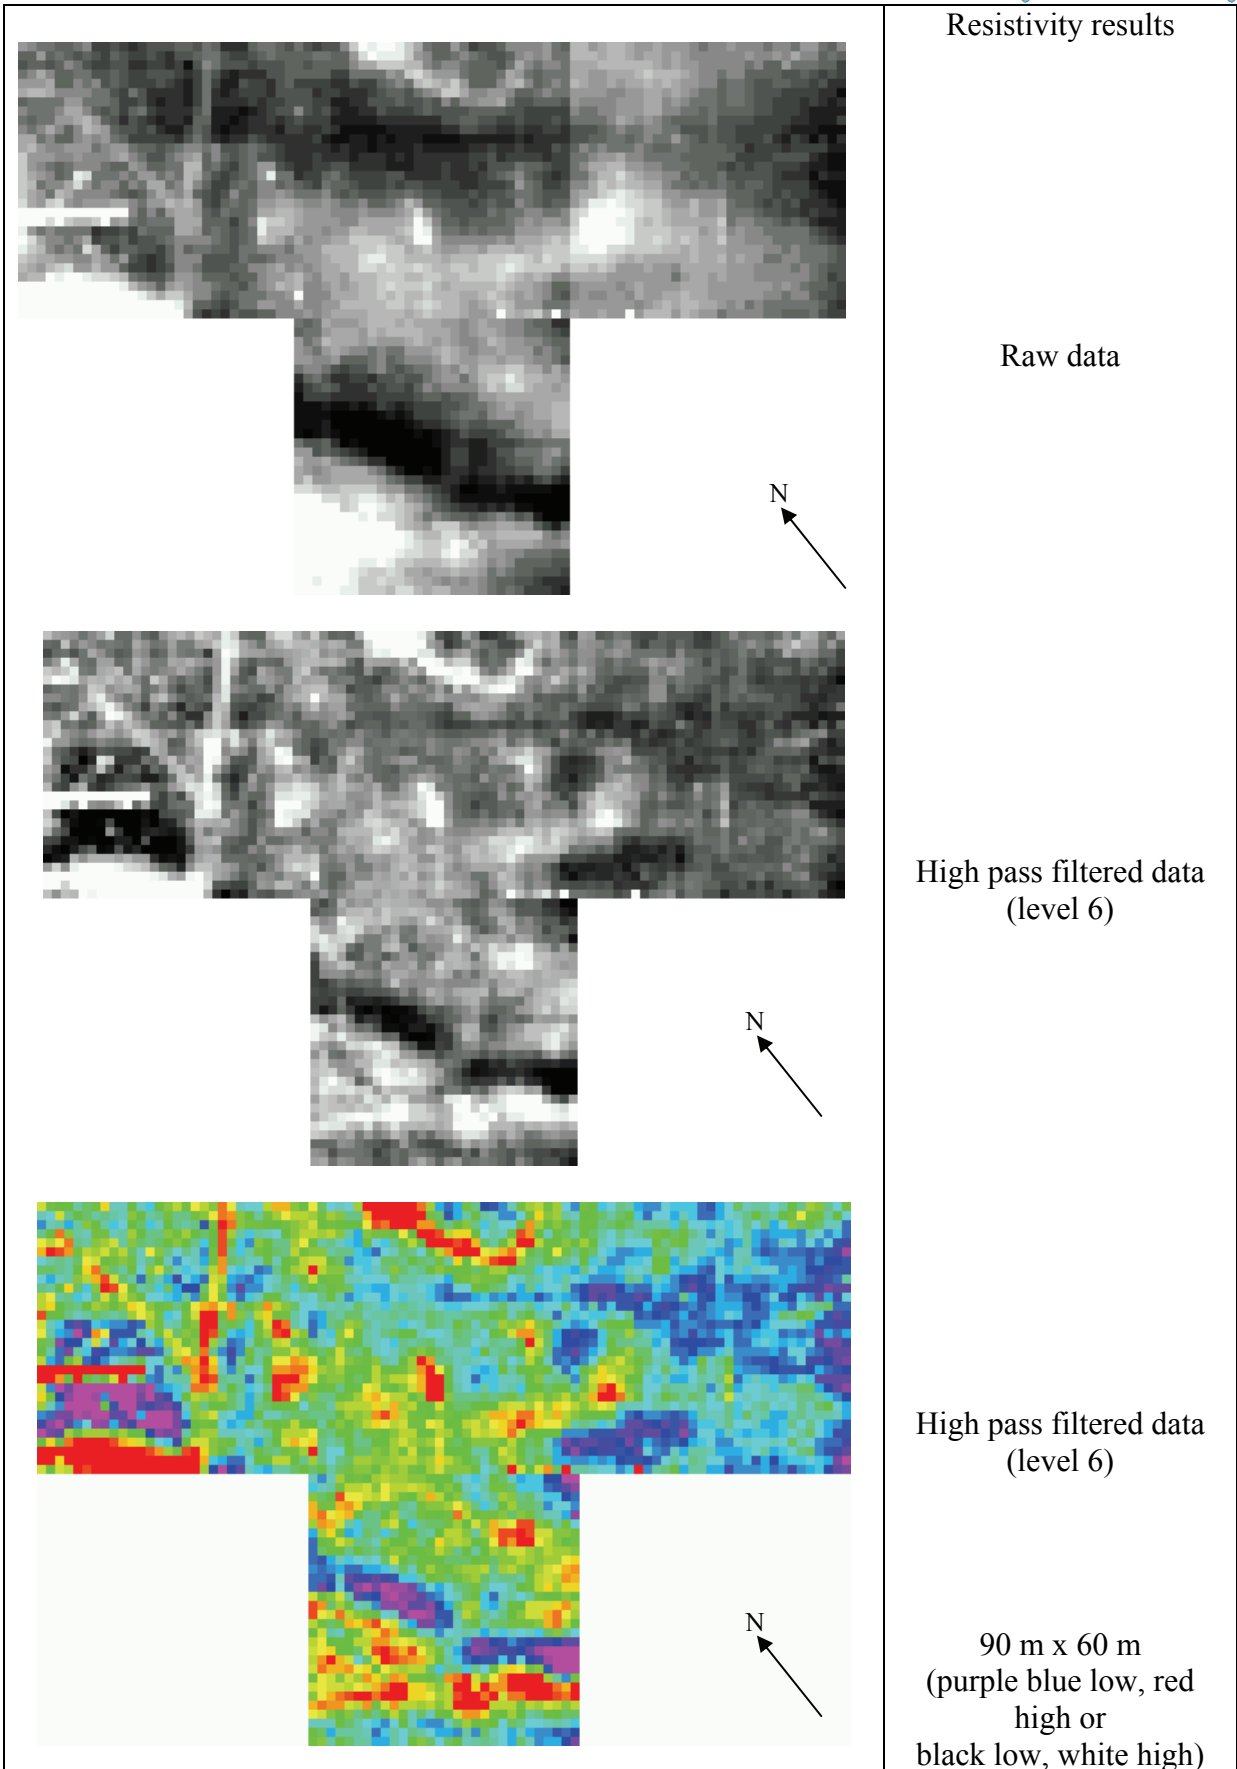 Resistivity results
Raw data
N
High pass filtered data
(level 6)
N
High pass filtered data
(level 6)
N
90 m x 60 m
(purple blue low, red
high or
black low, white high)